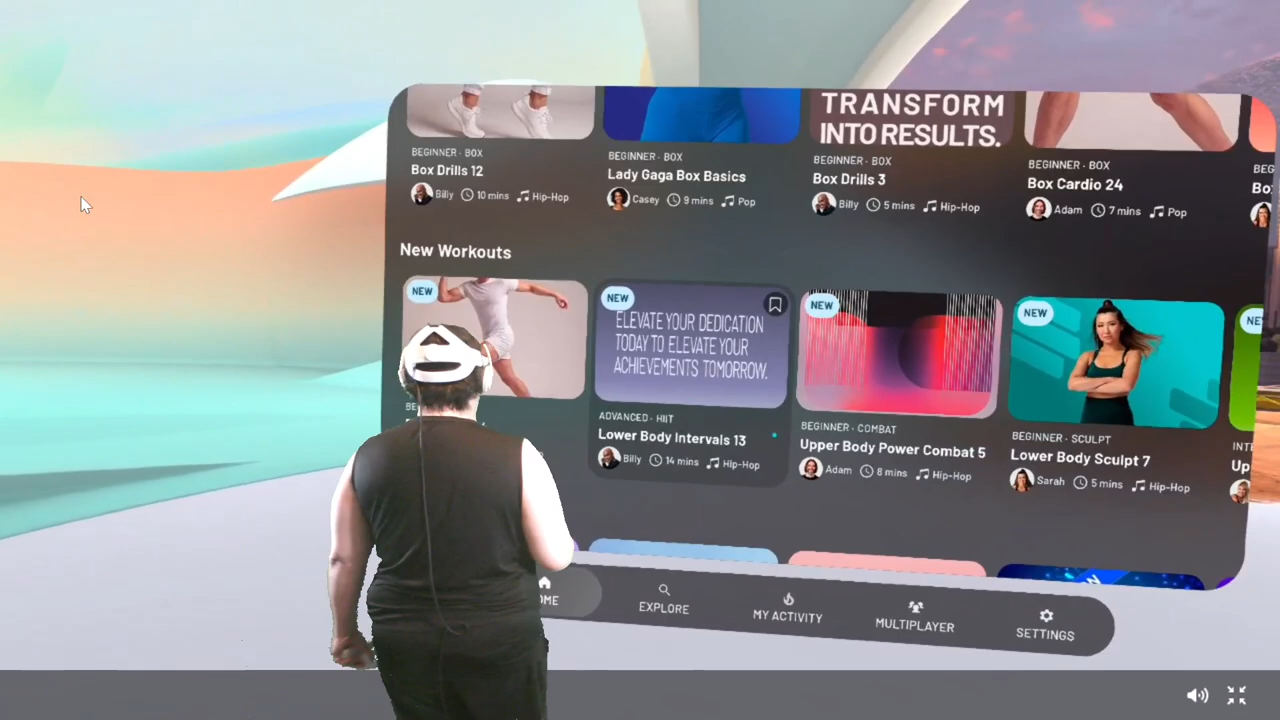 TRANSFORM
INTO RESULTS.
BEGINNER · BOX
Box Drills 12
Billy 10 mins Hip-Hop
BEGINNER · BOX
Lady Gaga Box Basics
Casey 9 mins Pop
BEGINNER · BOX
Box Drills 3
Billy 5 mins Hip-Hop
BEGINNER · BOX
Box Cardio 24
Adam 7 mins Pop
New Workouts
NEW
NEW
ELEVATE YOUR DEDICATION
TODAY TO ELEVATE YOUR
ACHIEVEMENTS TOMORROW.
ADVANCED · HIIT
Lower Body Intervals 13
Billy 14 mins Hip-Hop
NEW
BEGINNER · COMBAT
Upper Body Power Combat 5
Adam 8 mins Hip-Hop
NEW
BEGINNER · SCULPT
Lower Body Sculpt 7
Sarah 5 mins Hip-Hop
EXPLORE
MY ACTIVITY
MULTIPLAYER
SETTINGS